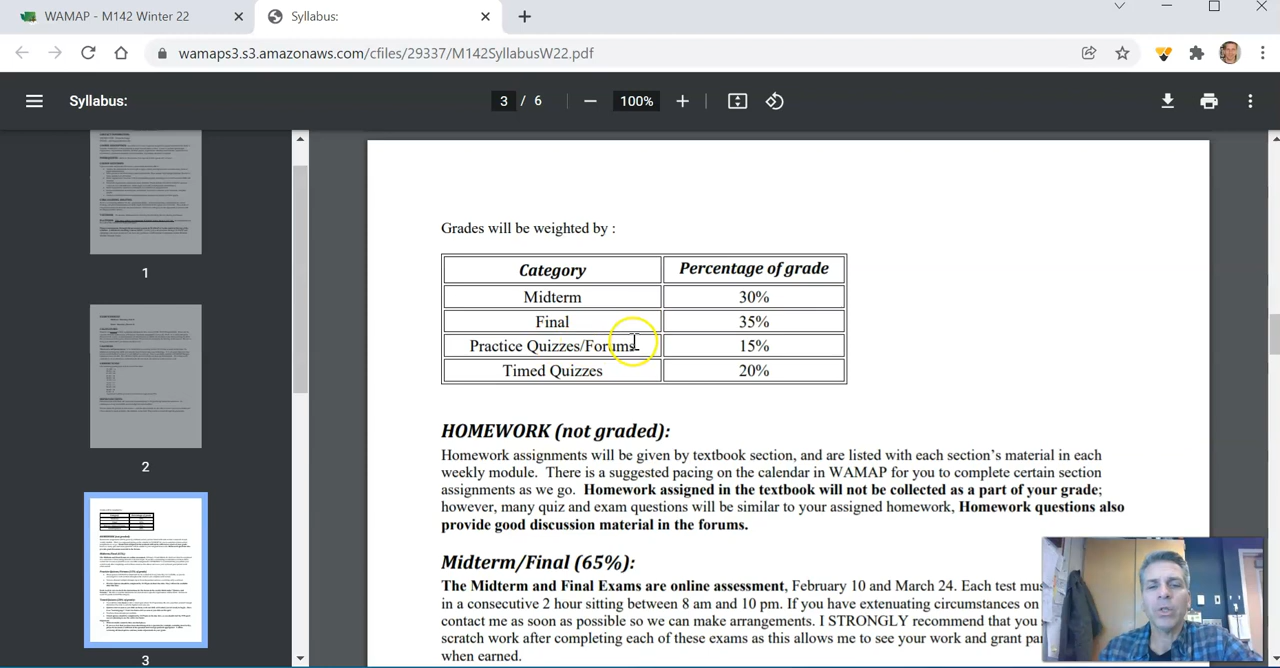 WAMAP - M142 Winter 22
Syllabus:
wamaps3.s3.amazonaws.com/cfiles/29337/M142SyllabusW22.pdf
Syllabus:
3 / 6
100%
Grades will be weighted by :
Category Percentage of grade
Midterm 30%
Final 35%
Practice Quizzes/Forums 15%
Timed Quizzes 20%
HOMEWORK (not graded):
Homework assignments will be given by textbook section, and are listed with each section's material in each
weekly module. There is a suggested pacing on the calendar in WAMAP for you to complete certain section
assignments as we go. Homework assigned in the textbook will not be collected as a part of your grade;
however, many quiz and exam questions will be similar to your assigned homework, Homework questions also
provide good discussion material in the forums.
Midterm/Final (65%):
The Midterm and Final Exams are online assessment, February 10 and March 24. Each test
in a consecutive 2 hour sitting between 8 am and 10 pm. If you have extenuating circumstances
contact me as soon as possible so we can make arrangement. I STRONGLY recommend that you
scratch work after completing each of these exams as this allows me to see your work and grant
when earned.
1
2
3